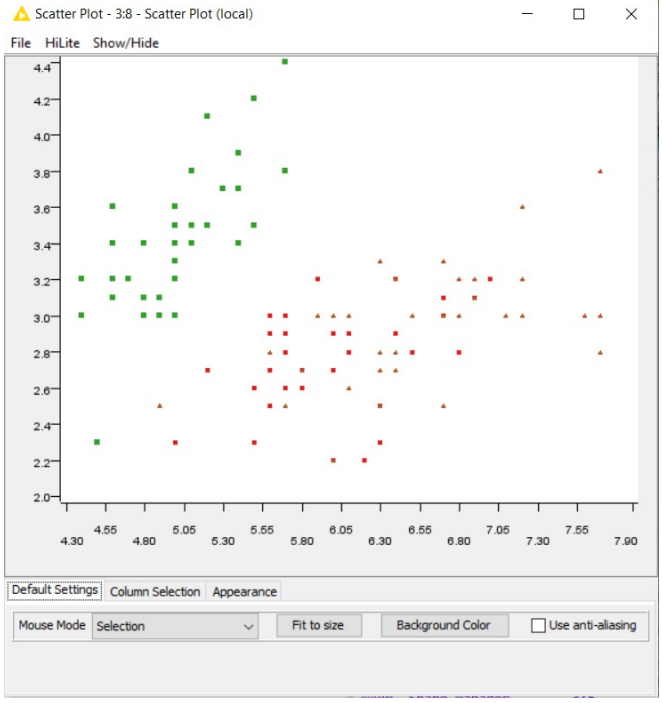 Scatter Plot - 3:8 - Scatter Plot (local)
File HiLite Show/Hide
4.4
4.2
4.0
3.8
3.6
3.4
3.2
3.0
2.8
2.6
2.4
2.2
2.0
4.55 5.05 5.55 6.05 6.55 7.05 7.55
4.30 4.80 5.30 5.80 6.30 6.80 7.30 7.90
Default Settings Column Selection Appearance
Mouse Mode Selection Fit to size Background Color Use anti-aliasing